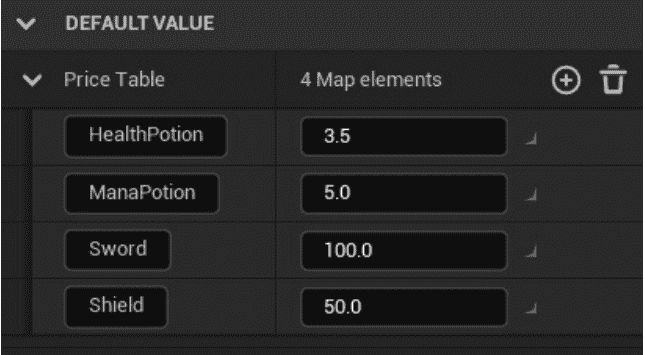 DEFAULT VALUE
Price Table 4 Map elements
HealthPotion 3.5
ManaPotion 5.0
Sword 100.0
Shield 50.0